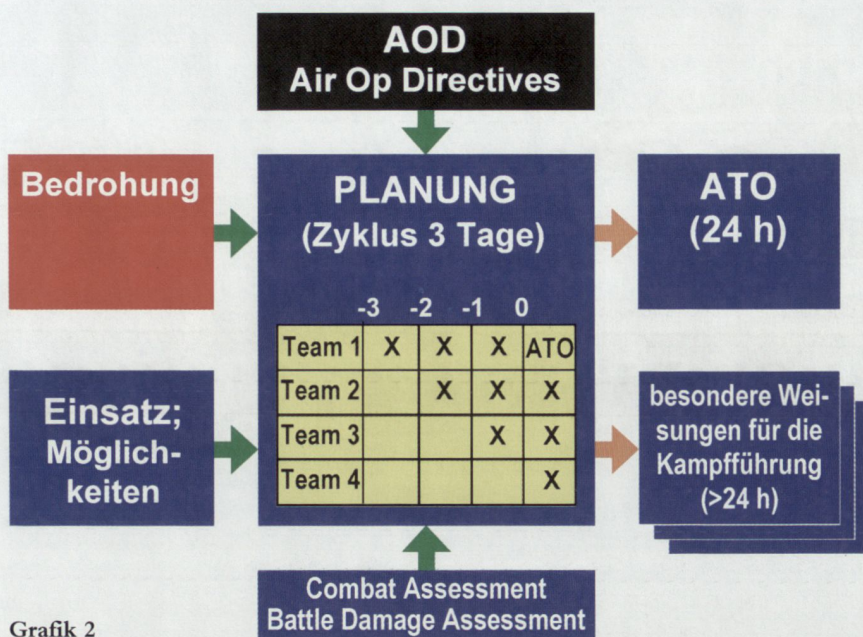 AOD
Air Op Directives
Bedrohung
PLANUNG
(Zyklus 3 Tage)
ATO
(24 h)
-3 -2 -1 0
Team 1 X X X ATO
Team 2 X X X
Team 3 X X
Team 4 X
Einsatz;
Möglich-
keiten
besondere Wei-
sungen für die
Kampfführung
(>24 h)
Combat Assessment
Battle Damage Assessment
Grafik 2